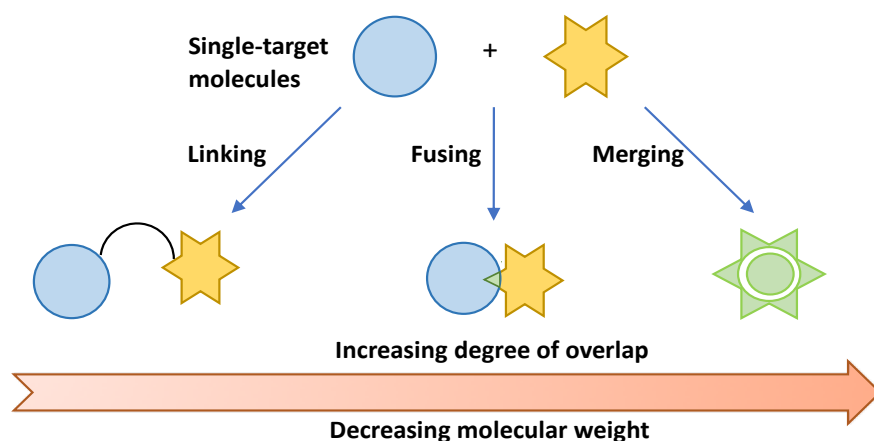 Single-target
molecules
+
Linking
Fusing
Merging
Increasing degree of overlap
Decreasing molecular weight